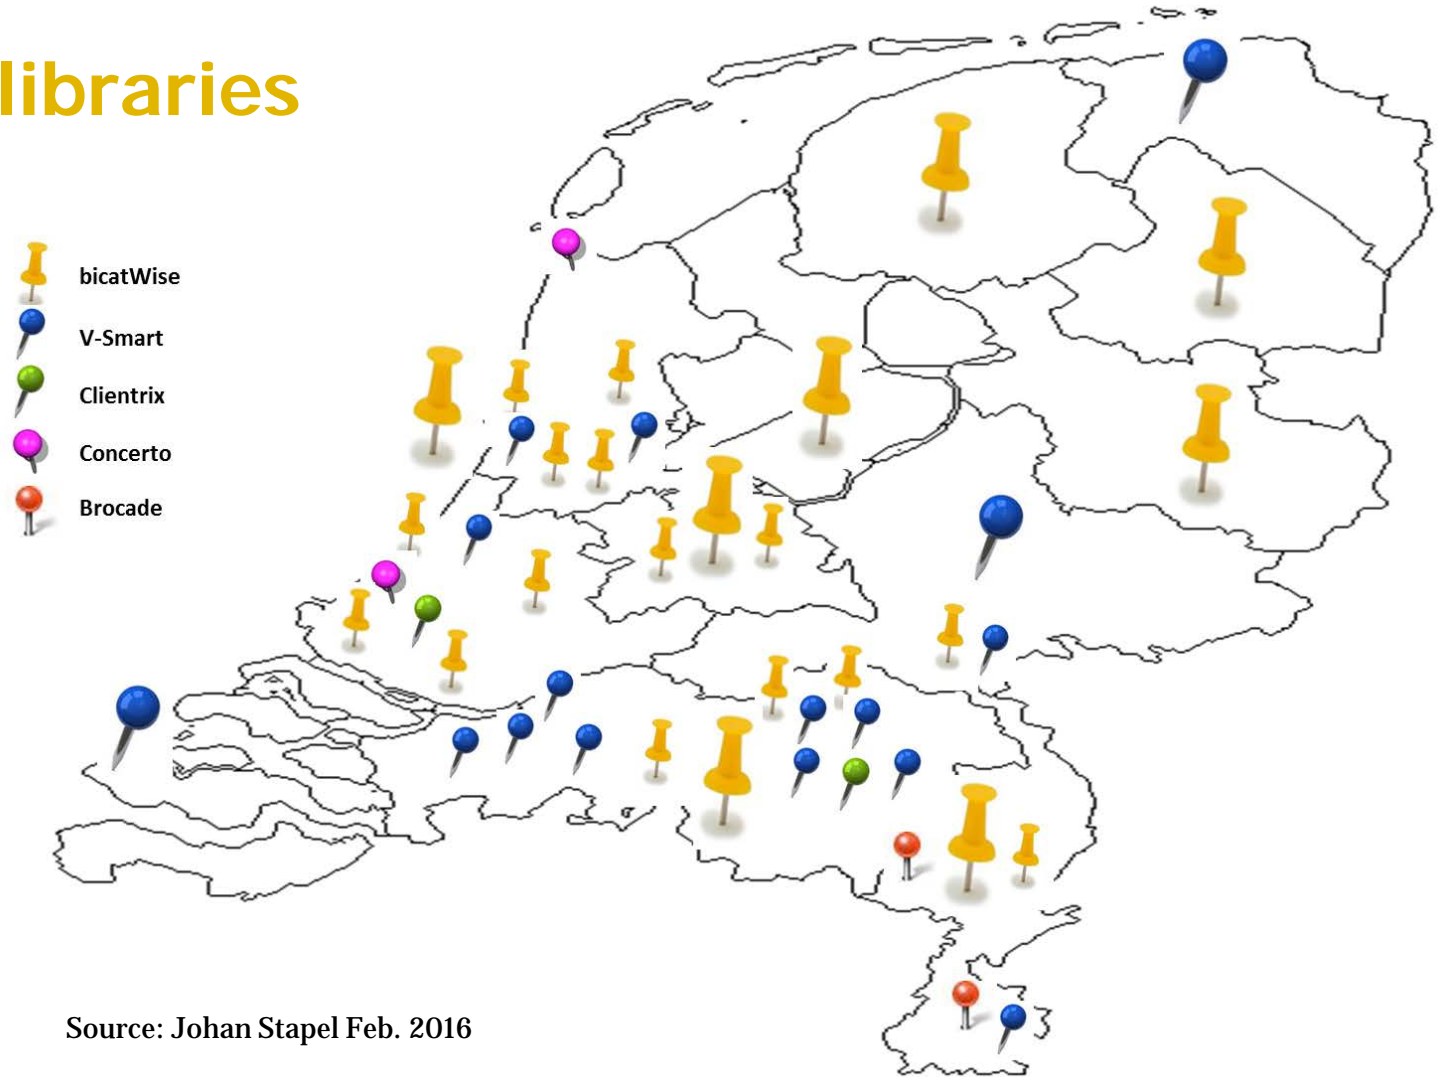 libraries
bicatWise
V-Smart
Clientrix
Concerto
Brocade
Source: Johan Stapel Feb. 2016